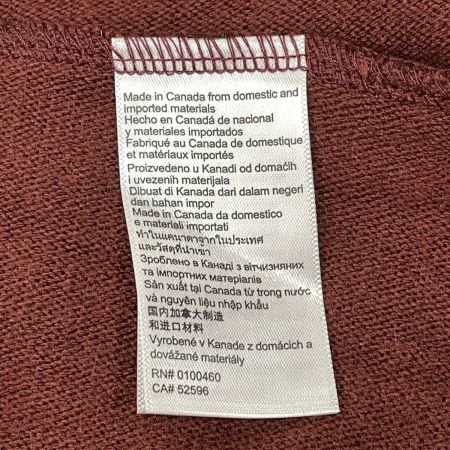 Made in Canada from domestic and
imported materials
Hecho en Canadá de nacional
y materiales importados
Fabriqué au Canada de domestique
et matériaux importés
Proizvedeno u Kanadi od domaćih
i uvezenih materijala
Dibuat di Kanada dari dalam negeri
dan bahan impor
Made in Canada da domestico
e materiali importati
ทำในแคนาดาจากในประเทศ
และวัสดุที่นำเข้า
Зроблено в Канаді з вітчизняних
та імпортних матеріалів
Sản xuất tại Canada từ trong nước
và nguyên liệu nhập khẩu
国内加拿大制造
和进口材料
Vyrobené v Kanade z domácich a
dovážané materiály
RN# 0100460
CA# 52596